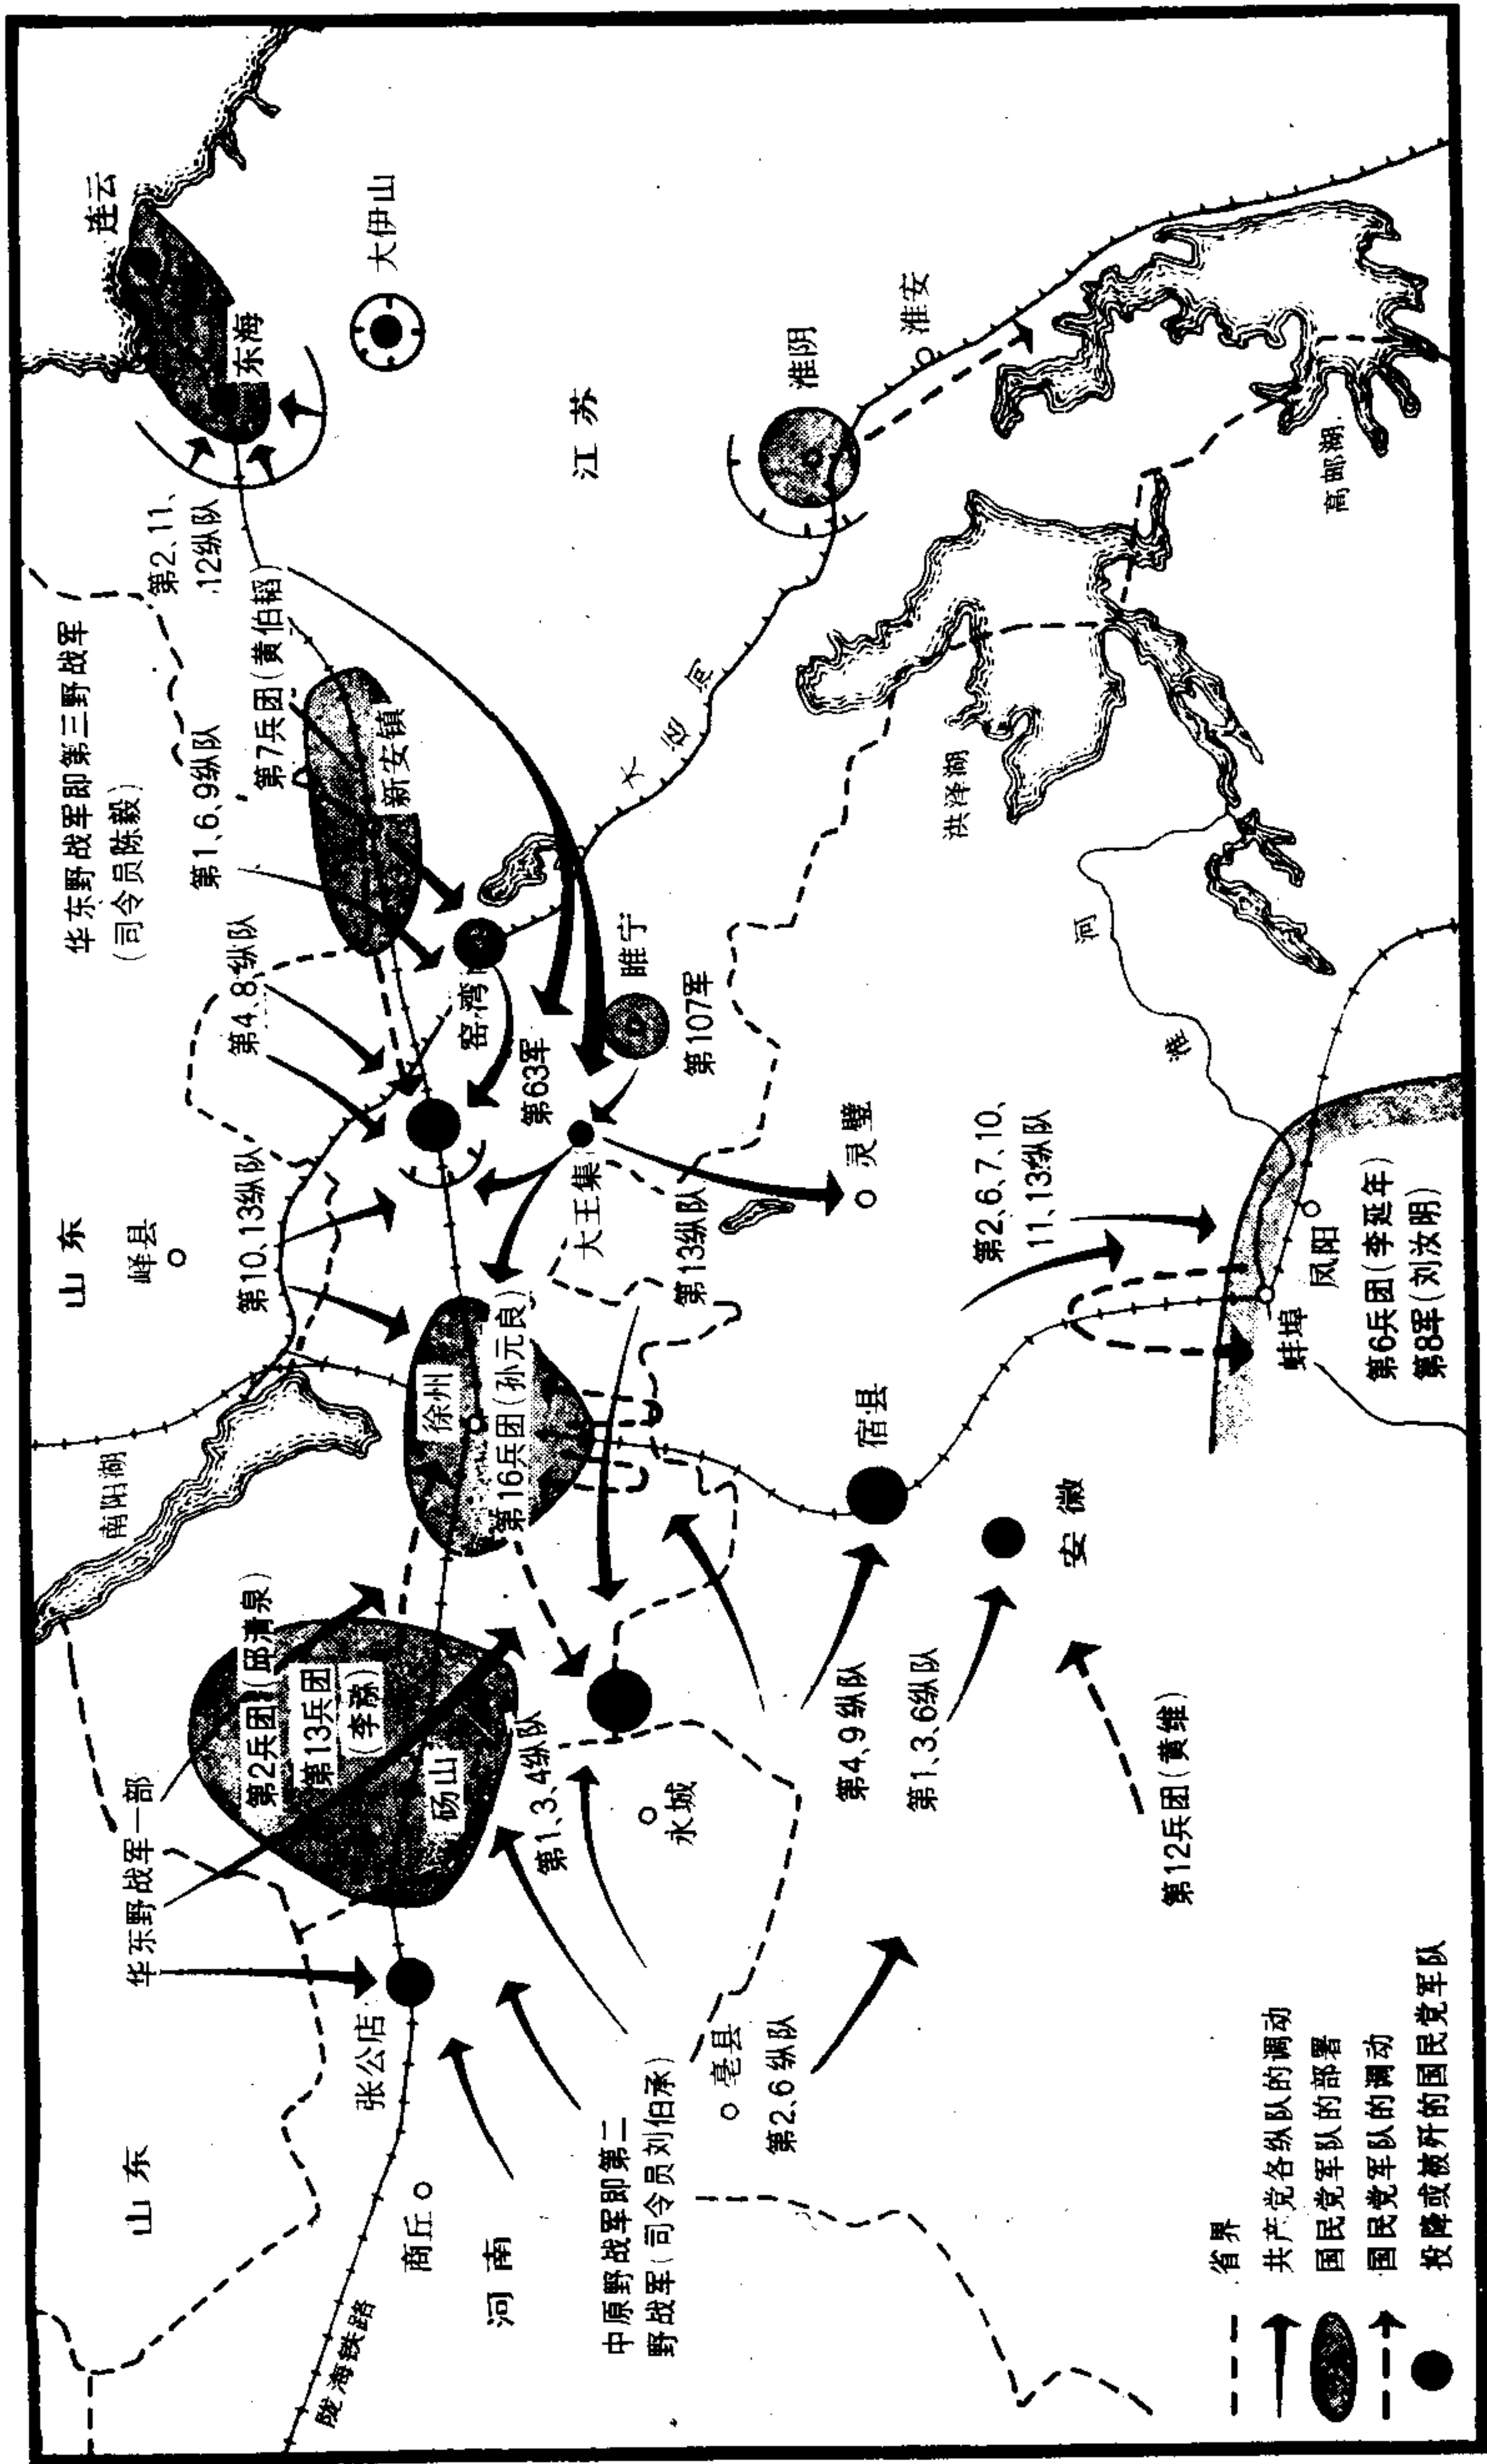 连云
东海
大伊山
第2、11、
12纵队
江苏
淮阴
淮安
高邮湖
洪泽湖
大运河
华东野战军即第三野战军
(司令员陈毅)
第1、6、9纵队
第7兵团(黄伯韬)
新安镇
第4、8纵队
窑湾
第63军
睢宁
第107军
山东
峄县
第10、13纵队
大王集
第13纵队
灵璧
淮河
第2、6、7、10、
11、13纵队
凤阳
蚌埠
第6兵团(李延年)
第8军(刘汝明)
南阳湖
徐州
第16兵团(孙元良)
宿县
安徽
华东野战军一部
第2兵团(邱清泉)
第13兵团
(李弥)
砀山
第1、3、4纵队
永城
第4、9纵队
第1、3、6纵队
第12兵团(黄维)
张公店
山东
商丘
河南
陇海铁路
中原野战军即第二
野战军(司令员刘伯承)
亳县
第2、6纵队
省界
共产党各纵队的调动
国民党军队的部署
国民党军队的调动
投降或被歼的国民党军队